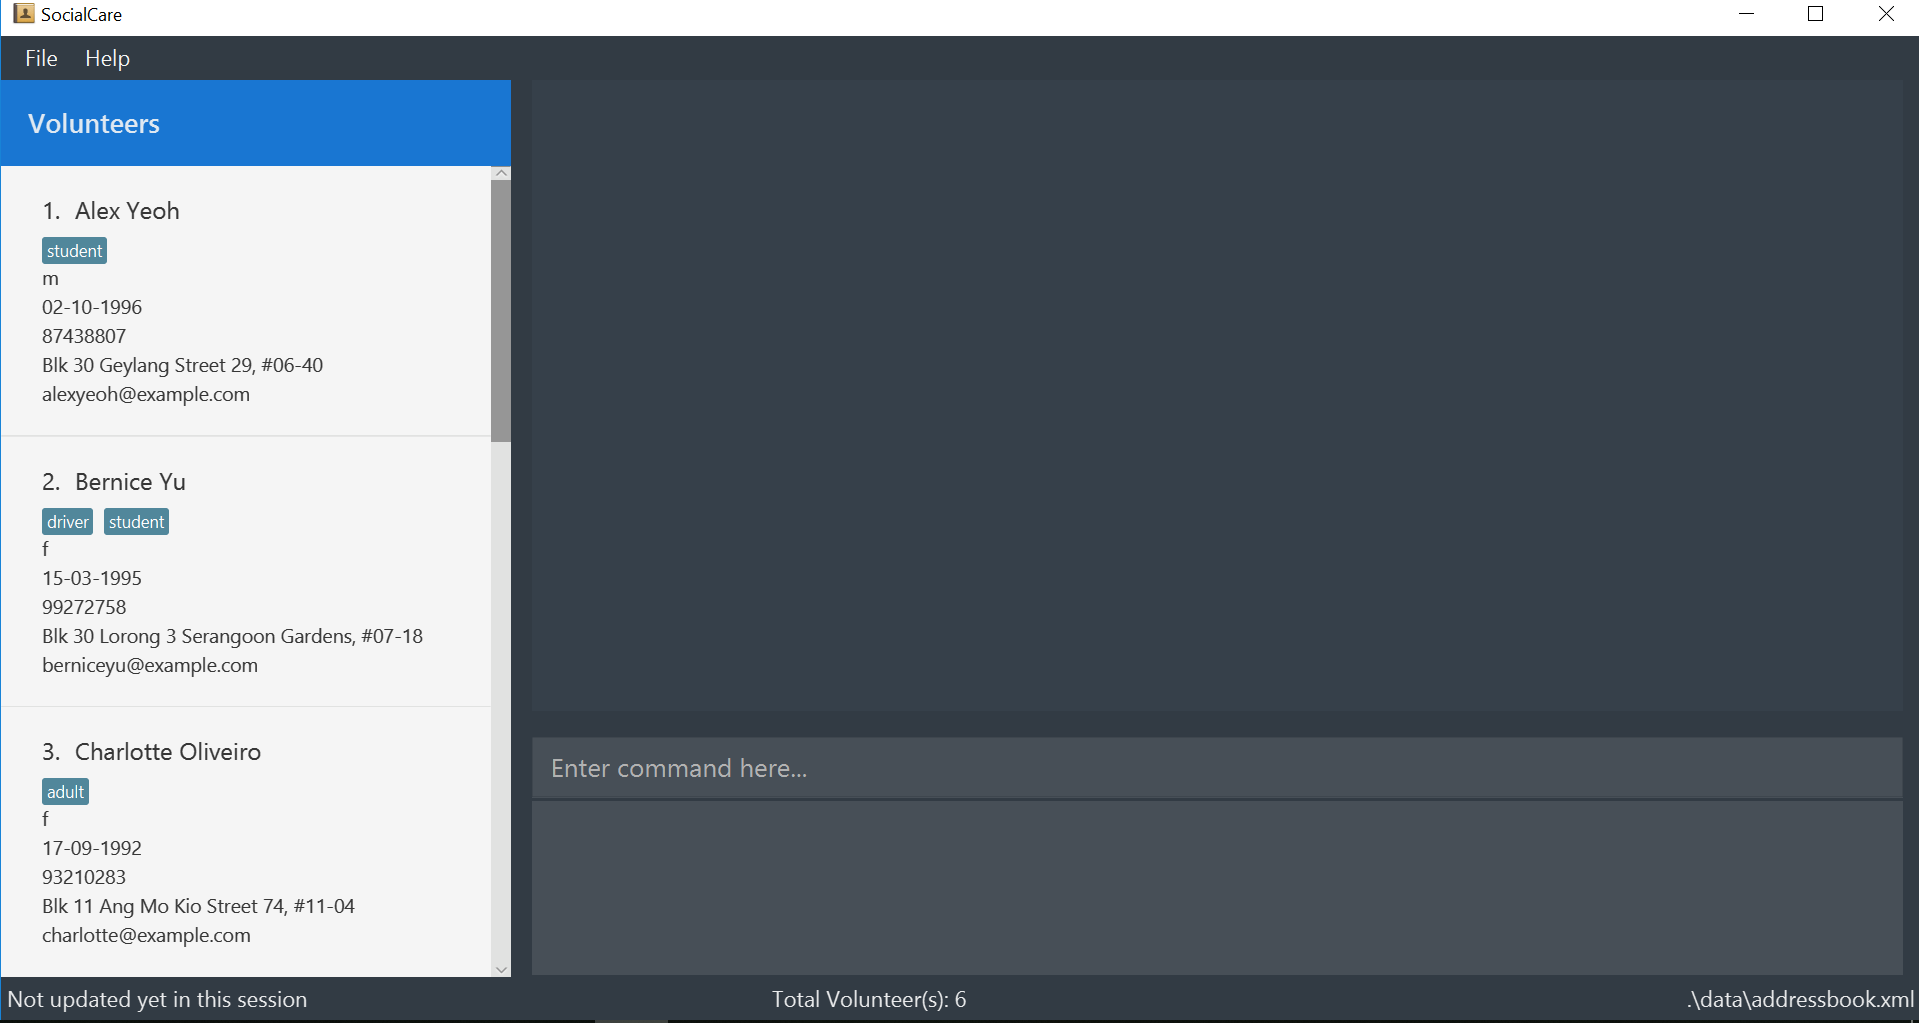 SocialCare
File Help
Volunteers
1. Alex Yeoh
student
m
02-10-1996
87438807
Blk 30 Geylang Street 29, #06-40
alexyeoh@example.com
2. Bernice Yu
driver student
f
15-03-1995
99272758
Blk 30 Lorong 3 Serangoon Gardens, #07-18
berniceyu@example.com
3. Charlotte Oliveiro
adult
f
17-09-1992
93210283
Blk 11 Ang Mo Kio Street 74, #11-04
charlotte@example.com
Enter command here...
Not updated yet in this session
Total Volunteer(s): 6
.\data\addressbook.xml